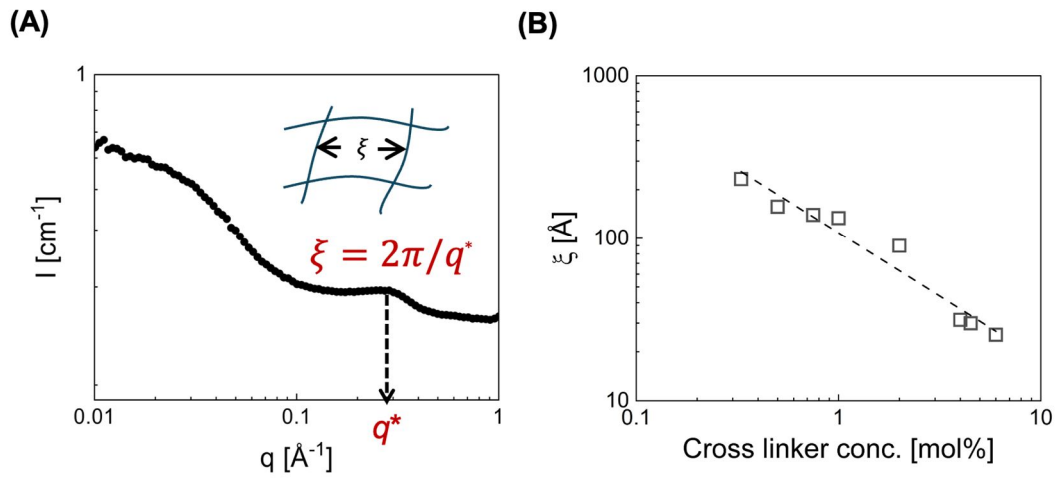 (A)
1
I [cm⁻¹]
ξ
ξ = 2π/q*
0.01
0.1
1
q*
q [Å⁻¹]
(B)
1000
100
10
ξ [Å]
0.1
1
10
Cross linker conc. [mol%]